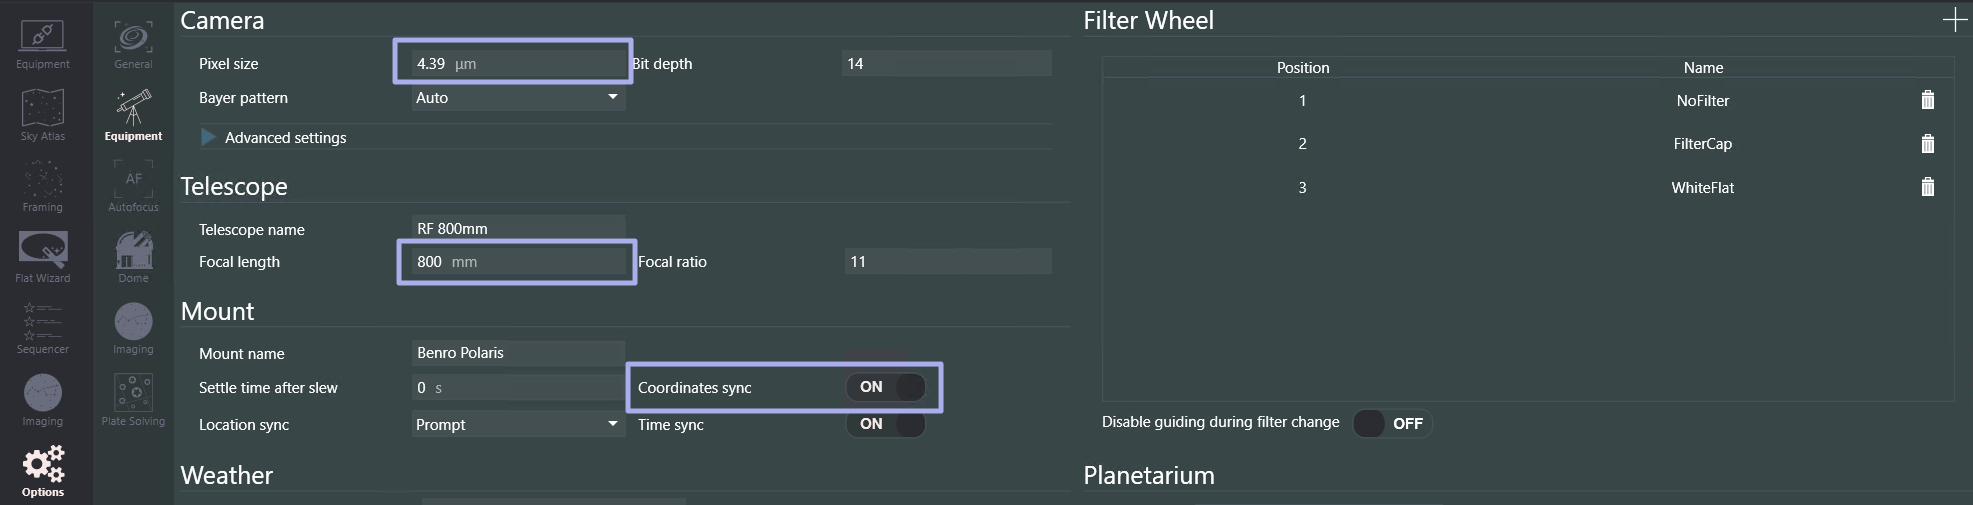 Equipment
Sky Atlas
Framing
Flat Wizard
Sequencer
Imaging
Options
General
Equipment
AF
Autofocus
Dome
Imaging
Plate Solving
Camera
Pixel size 4.39 µm Bit depth 14
Bayer pattern Auto
Advanced settings
Telescope
Telescope name RF 800mm
Focal length 800 mm Focal ratio 11
Mount
Mount name Benro Polaris
Settle time after slew 0 s Coordinates sync ON
Location sync Prompt Time sync ON
Weather
Filter Wheel
Position Name
1 NoFilter
2 FilterCap
3 WhiteFlat
Disable guiding during filter change OFF
Planetarium